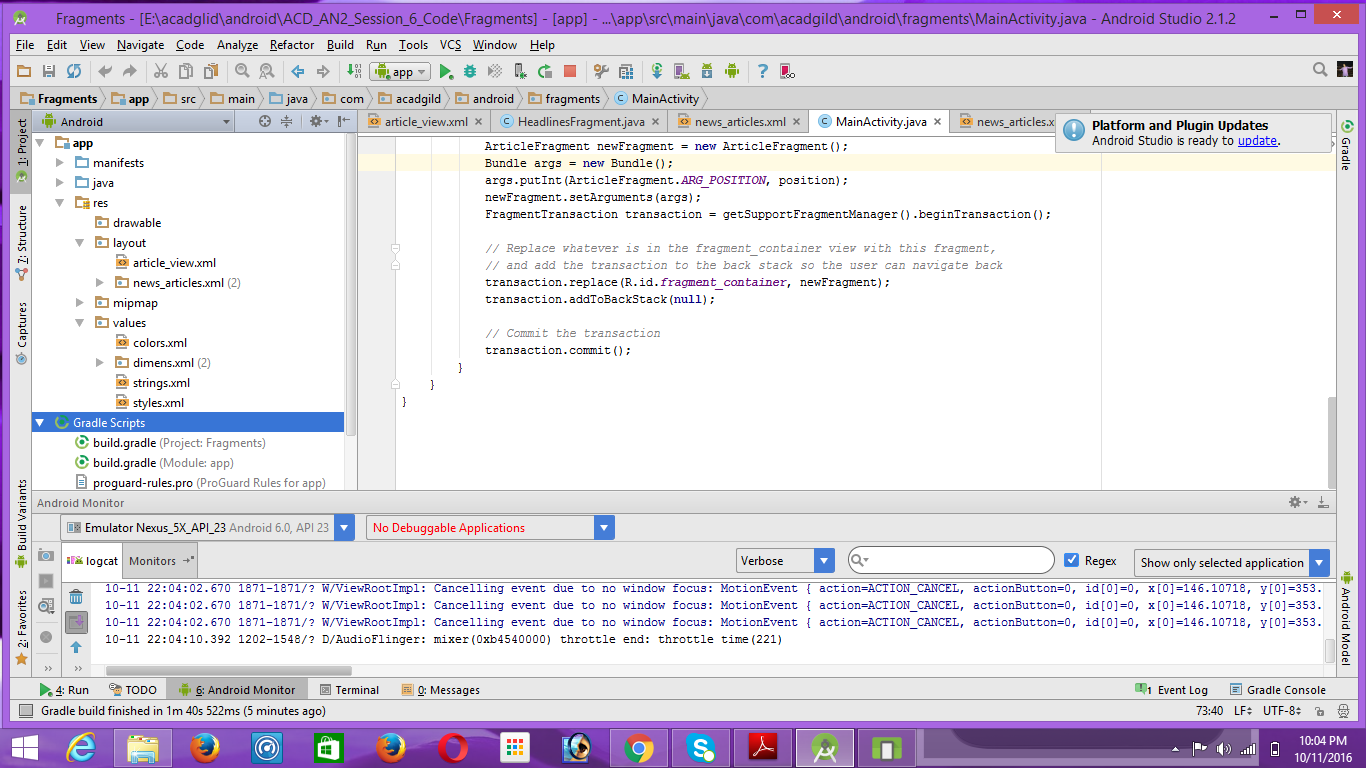 Fragments - [E:\acadglid\android\ACD_AN2_Session_6_Code\Fragments] - [app] - ...\app\src\main\java\com\acadgild\android\fragments\MainActivity.java - Android Studio 2.1.2
File Edit View Navigate Code Analyze Refactor Build Run Tools VCS Window Help
app
Fragments app src main java com acadgild android fragments MainActivity
1: Project
7: Structure
Captures
Build Variants
2: Favorites
Android
app
manifests
java
res
drawable
layout
article_view.xml
news_articles.xml (2)
mipmap
values
colors.xml
dimens.xml (2)
strings.xml
styles.xml
Gradle Scripts
build.gradle (Project: Fragments)
build.gradle (Module: app)
proguard-rules.pro (ProGuard Rules for app)
article_view.xml HeadlinesFragment.java news_articles.xml MainActivity.java news_articles.x
Platform and Plugin Updates
Android Studio is ready to update.
ArticleFragment newFragment = new ArticleFragment();
Bundle args = new Bundle();
args.putInt(ArticleFragment.ARG_POSITION, position);
newFragment.setArguments(args);
FragmentTransaction transaction = getSupportFragmentManager().beginTransaction();
// Replace whatever is in the fragment_container view with this fragment,
// and add the transaction to the back stack so the user can navigate back
transaction.replace(R.id.fragment_container, newFragment);
transaction.addToBackStack(null);
// Commit the transaction
transaction.commit();
}
}
}
Gradle
Android Model
Android Monitor
Emulator Nexus_5X_API_23 Android 6.0, API 23 No Debuggable Applications
logcat Monitors Verbose Regex Show only selected application
10-11 22:04:02.670 1871-1871/? W/ViewRootImpl: Cancelling event due to no window focus: MotionEvent { action=ACTION_CANCEL, actionButton=0, id[0]=0, x[0]=146.10718, y[0]=353.
10-11 22:04:02.670 1871-1871/? W/ViewRootImpl: Cancelling event due to no window focus: MotionEvent { action=ACTION_CANCEL, actionButton=0, id[0]=0, x[0]=146.10718, y[0]=353.
10-11 22:04:02.670 1871-1871/? W/ViewRootImpl: Cancelling event due to no window focus: MotionEvent { action=ACTION_CANCEL, actionButton=0, id[0]=0, x[0]=146.10718, y[0]=353.
10-11 22:04:10.392 1202-1548/? D/AudioFlinger: mixer(0xb4540000) throttle end: throttle time(221)
4: Run TODO 6: Android Monitor Terminal 0: Messages 1 Event Log Gradle Console
Gradle build finished in 1m 40s 522ms (5 minutes ago) 73:40 LF UTF-8
10:04 PM
10/11/2016